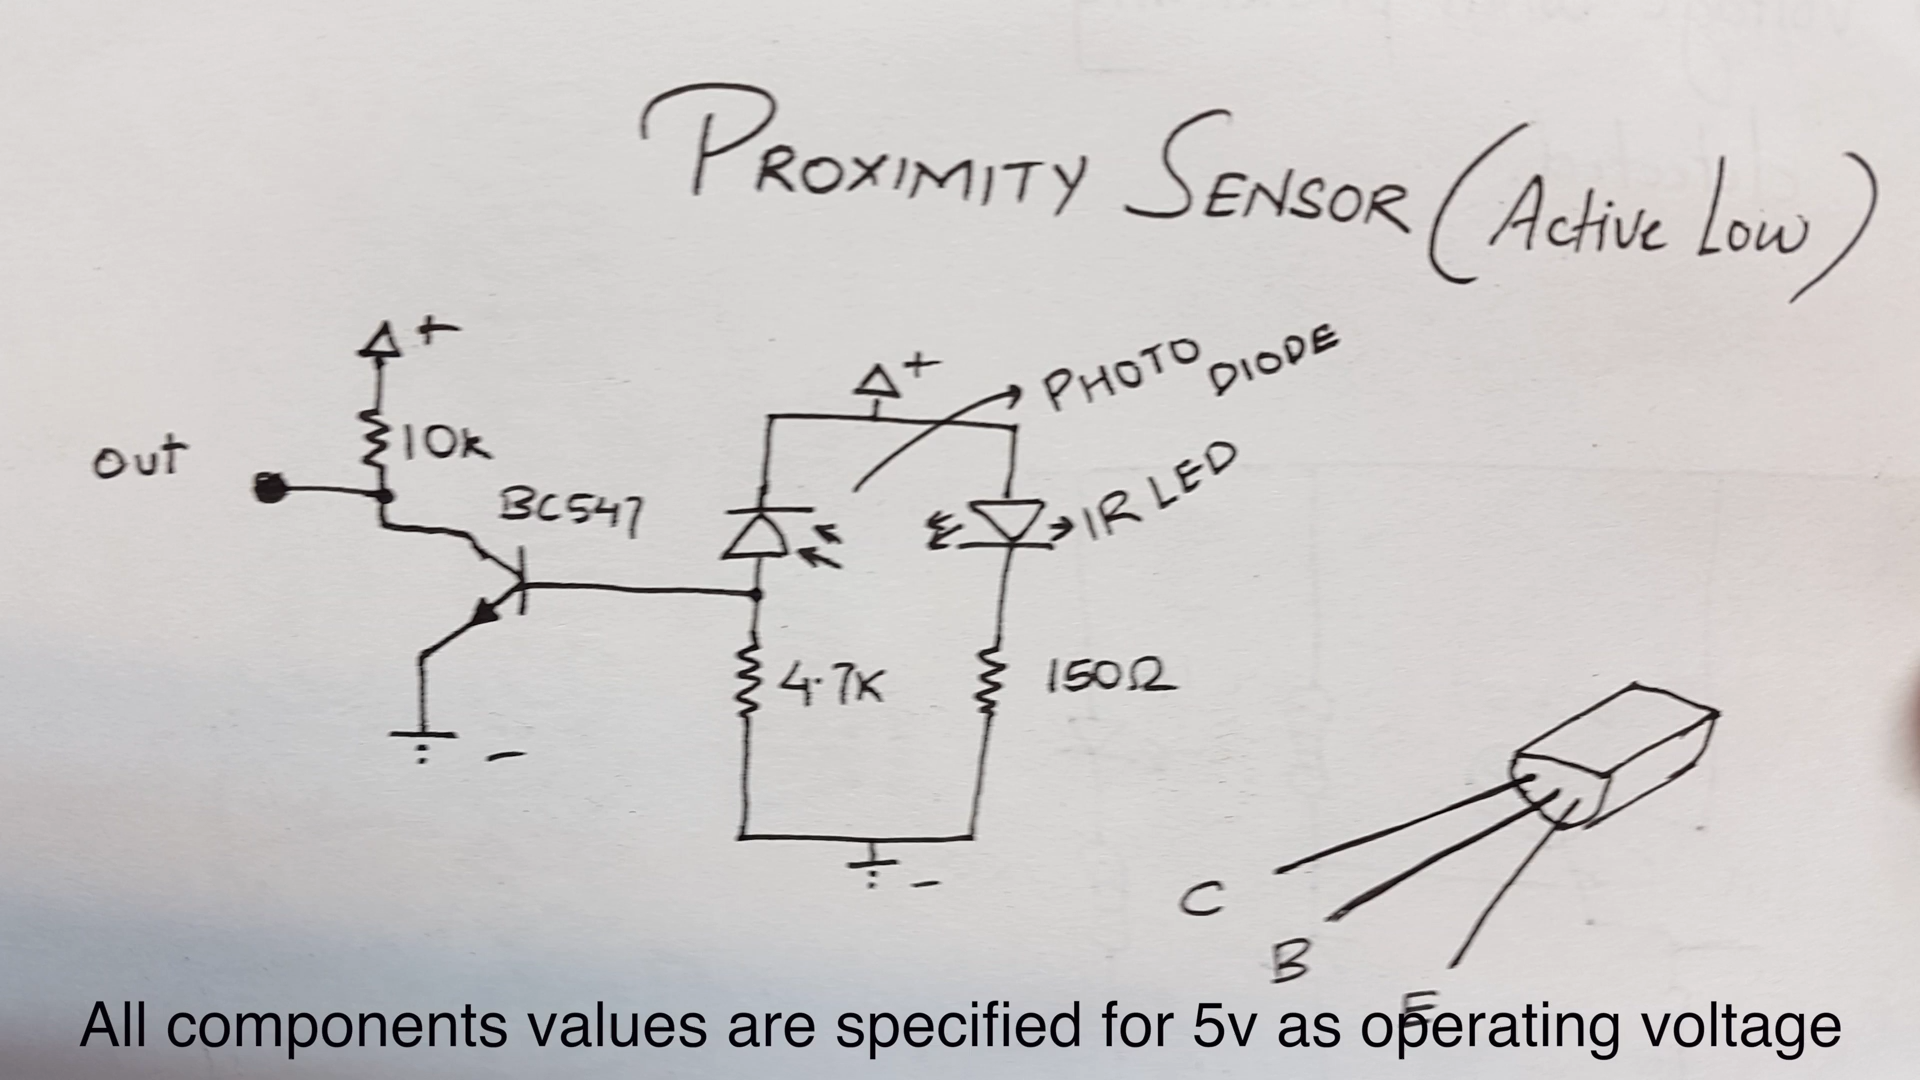 PROXIMITY SENSOR (Active Low)
+
+
PHOTO DIODE
out
10k
BC547
IR LED
4.7K
150Ω
-
-
C
B
E
All components values are specified for 5v as operating voltage